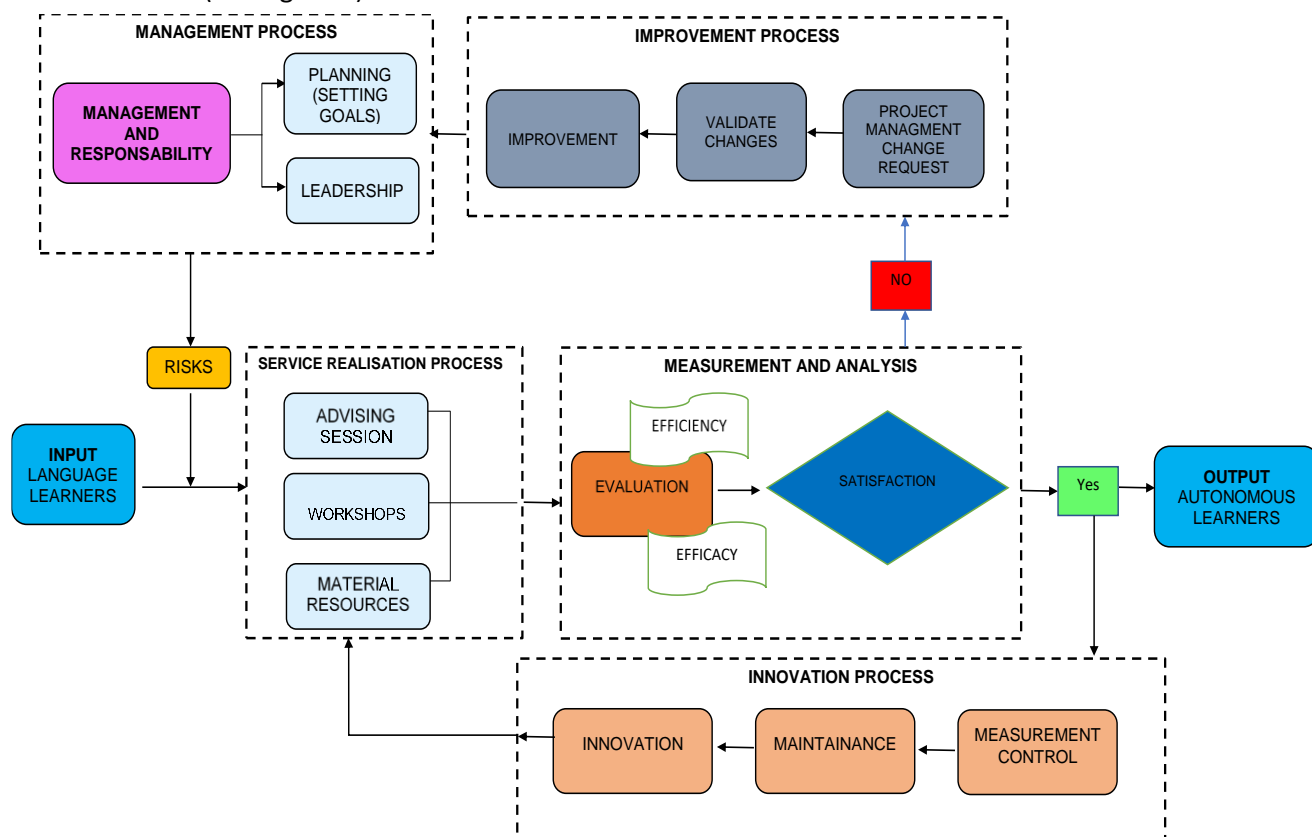 MANAGEMENT PROCESS
MANAGEMENT
AND
RESPONSABILITY
PLANNING
(SETTING
GOALS)
LEADERSHIP
IMPROVEMENT PROCESS
IMPROVEMENT
VALIDATE
CHANGES
PROJECT
MANAGMENT
CHANGE
REQUEST
NO
RISKS
INPUT
LANGUAGE
LEARNERS
SERVICE REALISATION PROCESS
ADVISING
SESSION
WORKSHOPS
MATERIAL
RESOURCES
MEASUREMENT AND ANALYSIS
EFFICIENCY
EVALUATION
EFFICACY
SATISFACTION
Yes
OUTPUT
AUTONOMOUS
LEARNERS
INNOVATION PROCESS
INNOVATION
MAINTAINANCE
MEASUREMENT
CONTROL